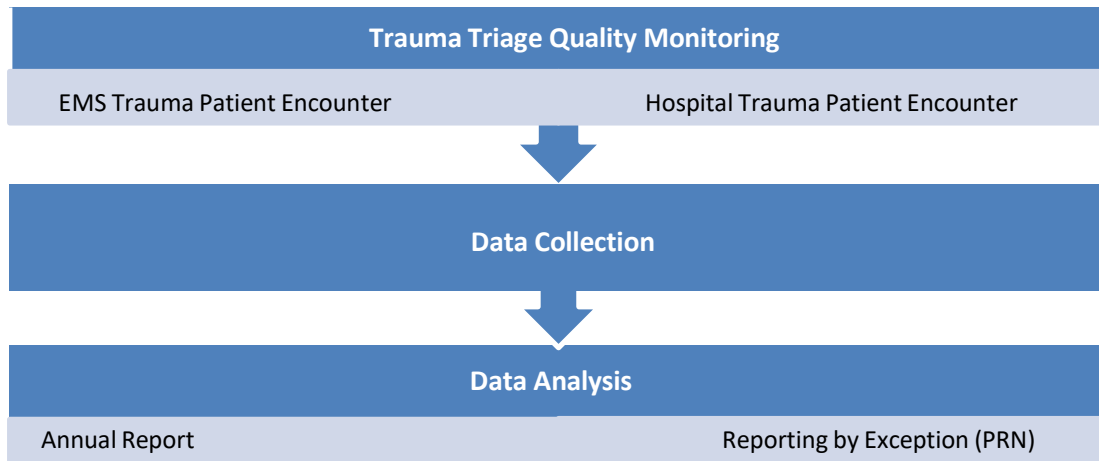 Trauma Triage Quality Monitoring
EMS Trauma Patient Encounter
Hospital Trauma Patient Encounter
Data Collection
Data Analysis
Annual Report
Reporting by Exception (PRN)